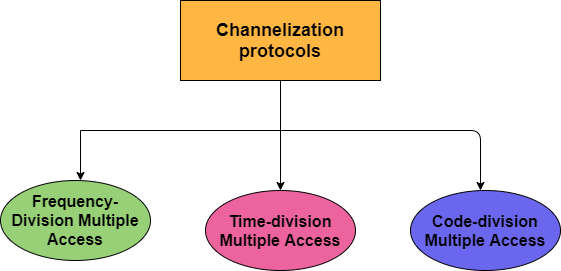 Channelization
protocols
Frequency-
Division Multiple
Access
Time-division
Multiple Access
Code-division
Multiple Access